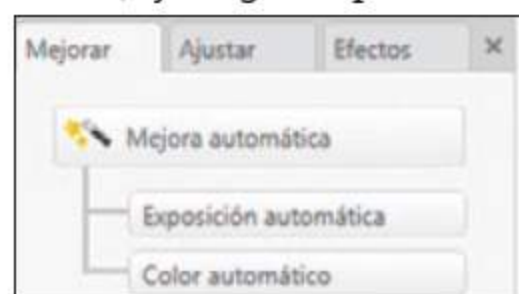 Mejorar Ajustar Efectos ×
Mejora automática
Exposición automática
Color automático